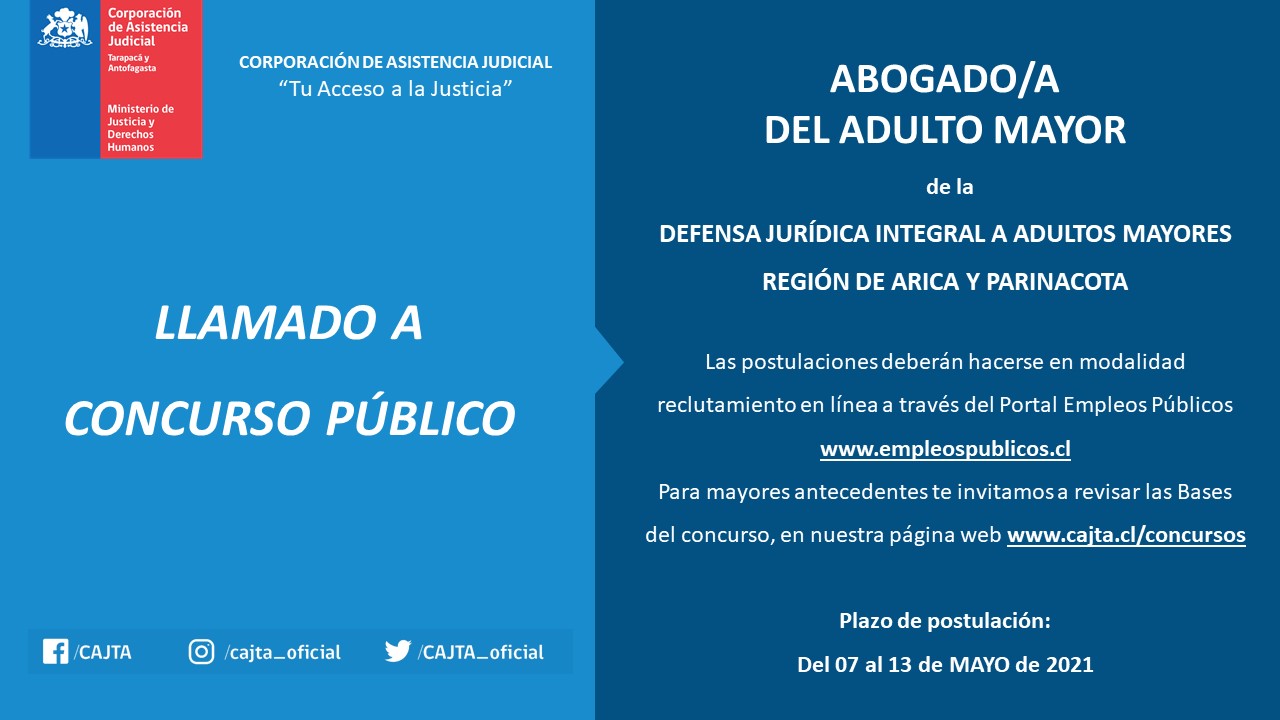 Corporación
de Asistencia
Judicial
Tarapacá y
Antofagasta
Ministerio de
Justicia y
Derechos
Humanos
CORPORACIÓN DE ASISTENCIA JUDICIAL
“Tu Acceso a la Justicia”
LLAMADO A
CONCURSO PÚBLICO
/CAJTA
/cajta_oficial
/CAJTA_oficial
ABOGADO/A
DEL ADULTO MAYOR
de la
DEFENSA JURÍDICA INTEGRAL A ADULTOS MAYORES
REGIÓN DE ARICA Y PARINACOTA
Las postulaciones deberán hacerse en modalidad
reclutamiento en línea a través del Portal Empleos Públicos
www.empleospublicos.cl
Para mayores antecedentes te invitamos a revisar las Bases
del concurso, en nuestra página web www.cajta.cl/concursos
Plazo de postulación:
Del 07 al 13 de MAYO de 2021